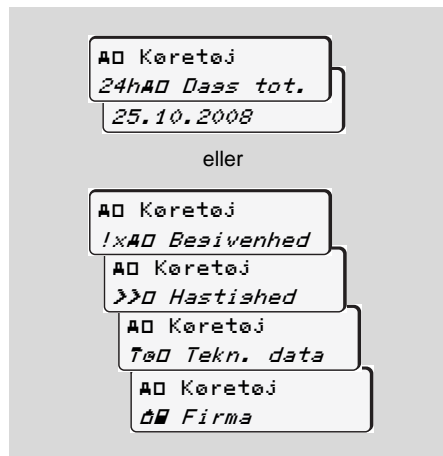 Køretøj
24h Dags tot.
25.10.2008
eller
Køretøj
!x Begivenhed
Køretøj
>> Hastighed
Køretøj
T Tekn. data
Køretøj
Firma